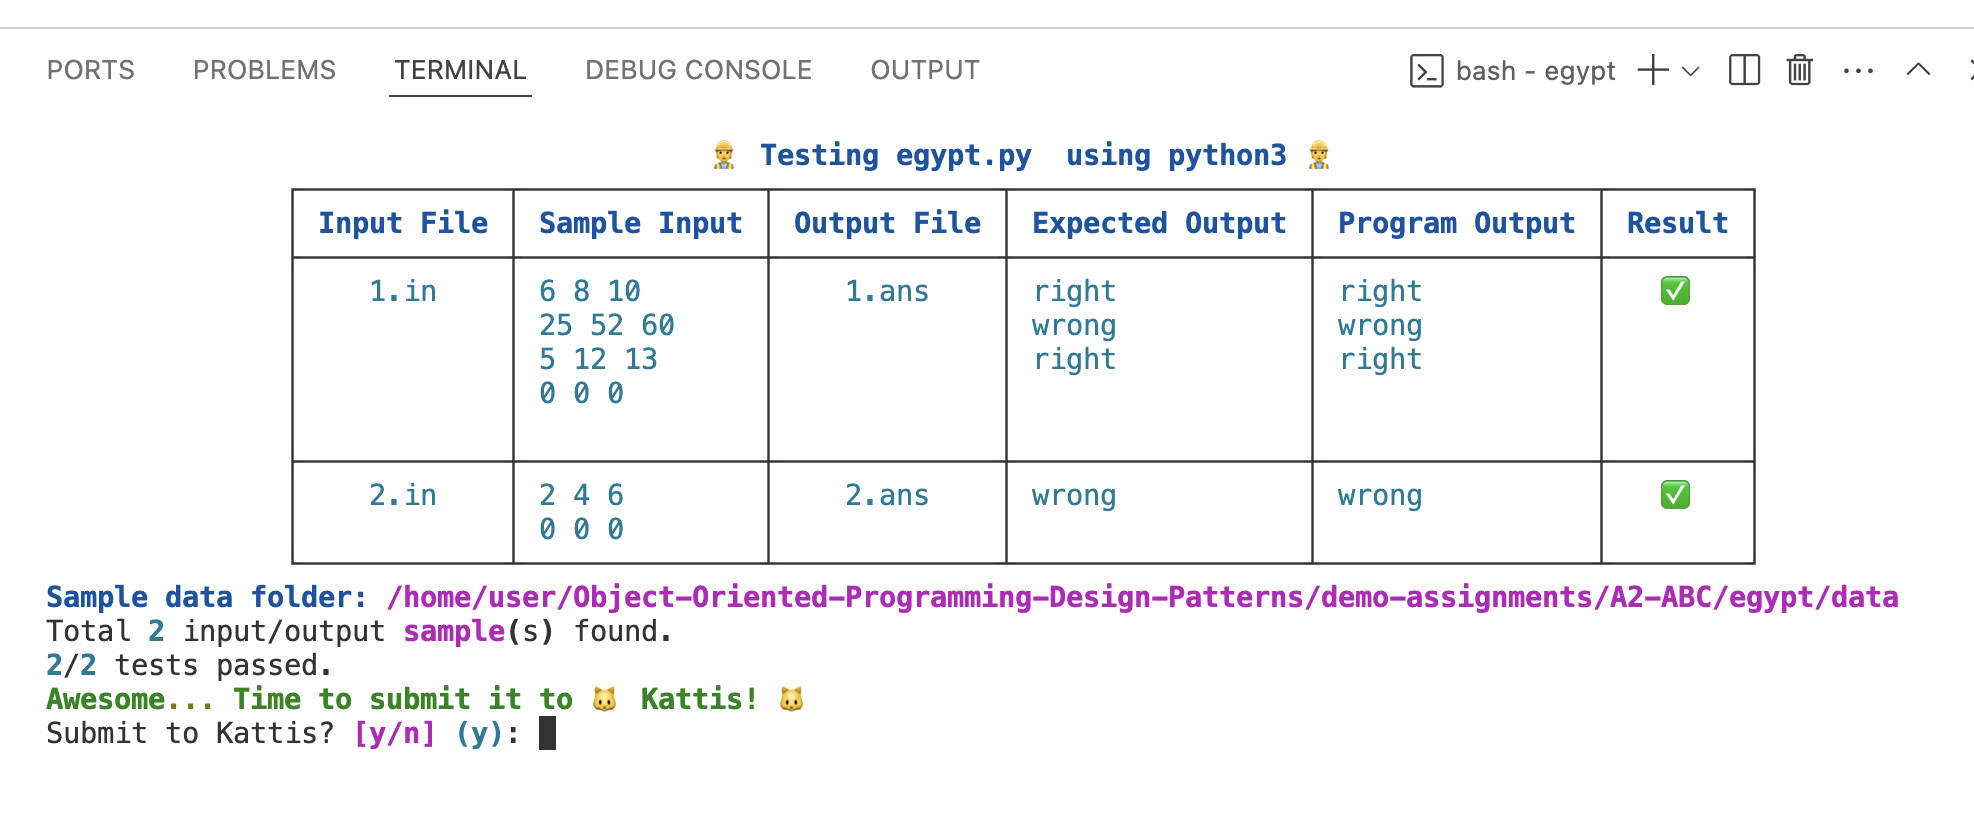 PORTS PROBLEMS TERMINAL DEBUG CONSOLE OUTPUT bash - egypt
👷 Testing egypt.py  using python3 👷
Input File Sample Input Output File Expected Output Program Output Result
1.in 6 8 10 1.ans right right ✅
25 52 60 wrong wrong
5 12 13 right right
0 0 0
2.in 2 4 6 2.ans wrong wrong ✅
0 0 0
Sample data folder: /home/user/Object-Oriented-Programming-Design-Patterns/demo-assignments/A2-ABC/egypt/data
Total 2 input/output sample(s) found.
2/2 tests passed.
Awesome... Time to submit it to 🐱 Kattis! 🐱
Submit to Kattis? [y/n] (y):